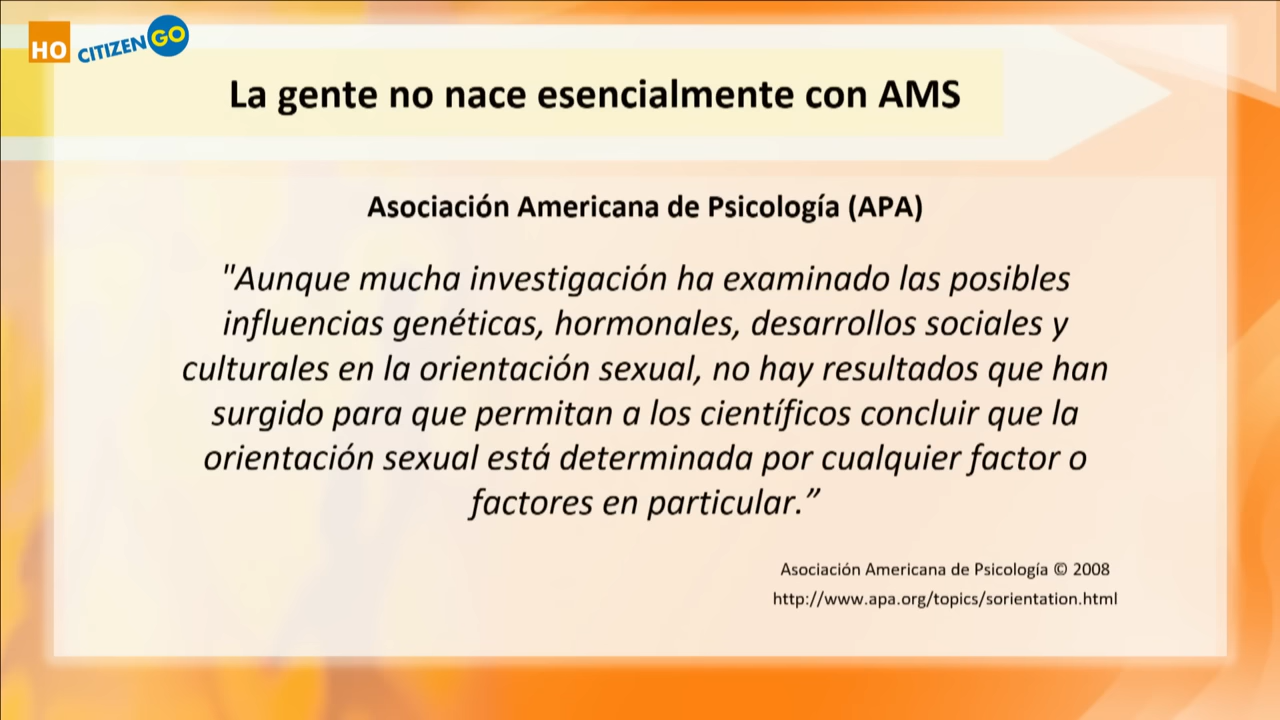 HO CITIZENGO
La gente no nace esencialmente con AMS
Asociación Americana de Psicología (APA)
"Aunque mucha investigación ha examinado las posibles
influencias genéticas, hormonales, desarrollos sociales y
culturales en la orientación sexual, no hay resultados que han
surgido para que permitan a los científicos concluir que la
orientación sexual está determinada por cualquier factor o
factores en particular.”
Asociación Americana de Psicología © 2008
http://www.apa.org/topics/sorientation.html